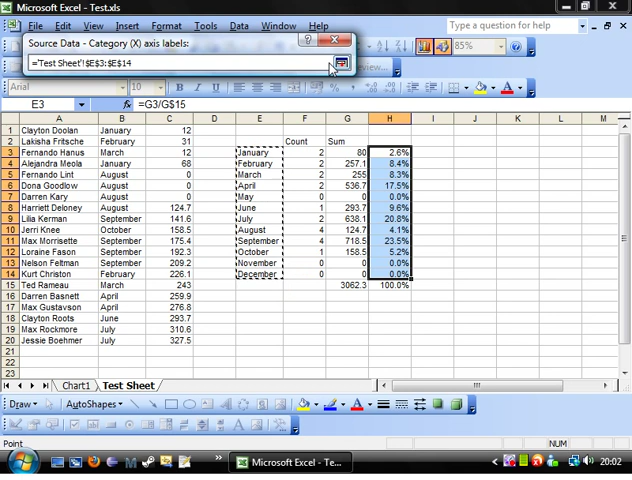 Microsoft Excel - Test.xls
File Edit View Insert Format Tools Data Window Help
Type a question for help
Source Data - Category (X) axis labels:
='Test Sheet'!$E$3:$E$14
85%
Arial 10
E3 fx =G3/G$15
A B C D E F G H I J K L M
1 Clayton Doolan January 12
2 Lakisha Fritsche February 31 Count Sum
3 Fernando Hanus March 12 January 2 80 2.6%
4 Alejandra Meola January 68 February 2 257.1 8.4%
5 Fernando Lint August 0 March 2 255 8.3%
6 Dona Goodlow August 0 April 2 536.7 17.5%
7 Darren Kary August 0 May 0 0 0.0%
8 Harriett Deloney August 124.7 June 1 293.7 9.6%
9 Lilia Kerman September 141.6 July 2 638.1 20.8%
10 Jerri Knee October 158.5 August 4 124.7 4.1%
11 Max Morrisette September 175.4 September 4 718.5 23.5%
12 Loraine Fason September 192.3 October 1 158.5 5.2%
13 Nelson Feltman September 209.2 November 0 0 0.0%
14 Kurt Christon February 226.1 December 0 0 0.0%
15 Ted Rameau March 243 3062.3 100.0%
16 Darren Basnett April 259.9
17 Max Gustavson April 276.8
18 Clayton Roots June 293.7
19 Max Rockmore July 310.6
20 Jessie Boehmer July 327.5
21
22
23
Chart1 Test Sheet
Draw AutoShapes
Point NUM
Microsoft Excel - Te... 20:02